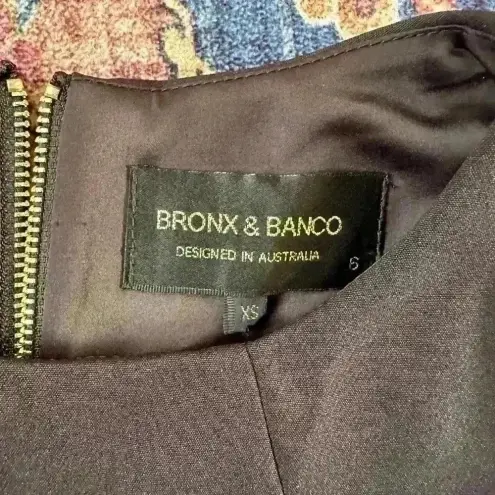 BRONX & BANCO
DESIGNED IN AUSTRALIA
6
XS